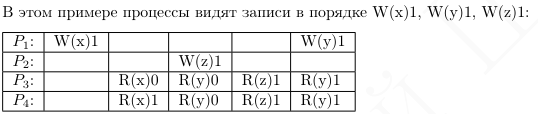 В этом примере процессы видят записи в порядке W(x)1, W(y)1, W(z)1:
P₁: W(x)1 W(y)1
P₂: W(z)1
P₃: R(x)0 R(y)0 R(z)1 R(y)1
P₄: R(x)1 R(y)0 R(z)1 R(y)1